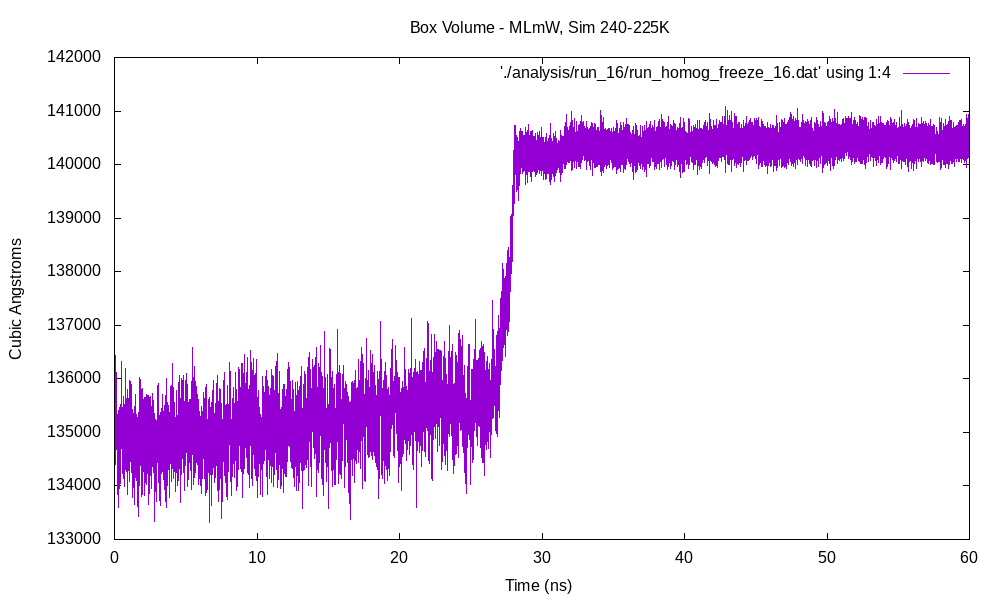 Box Volume - MLmW, Sim 240-225K
'./analysis/run_16/run_homog_freeze_16.dat' using 1:4
142000
141000
140000
139000
138000
137000
136000
135000
134000
133000
Cubic Angstroms
0 10 20 30 40 50 60
Time (ns)